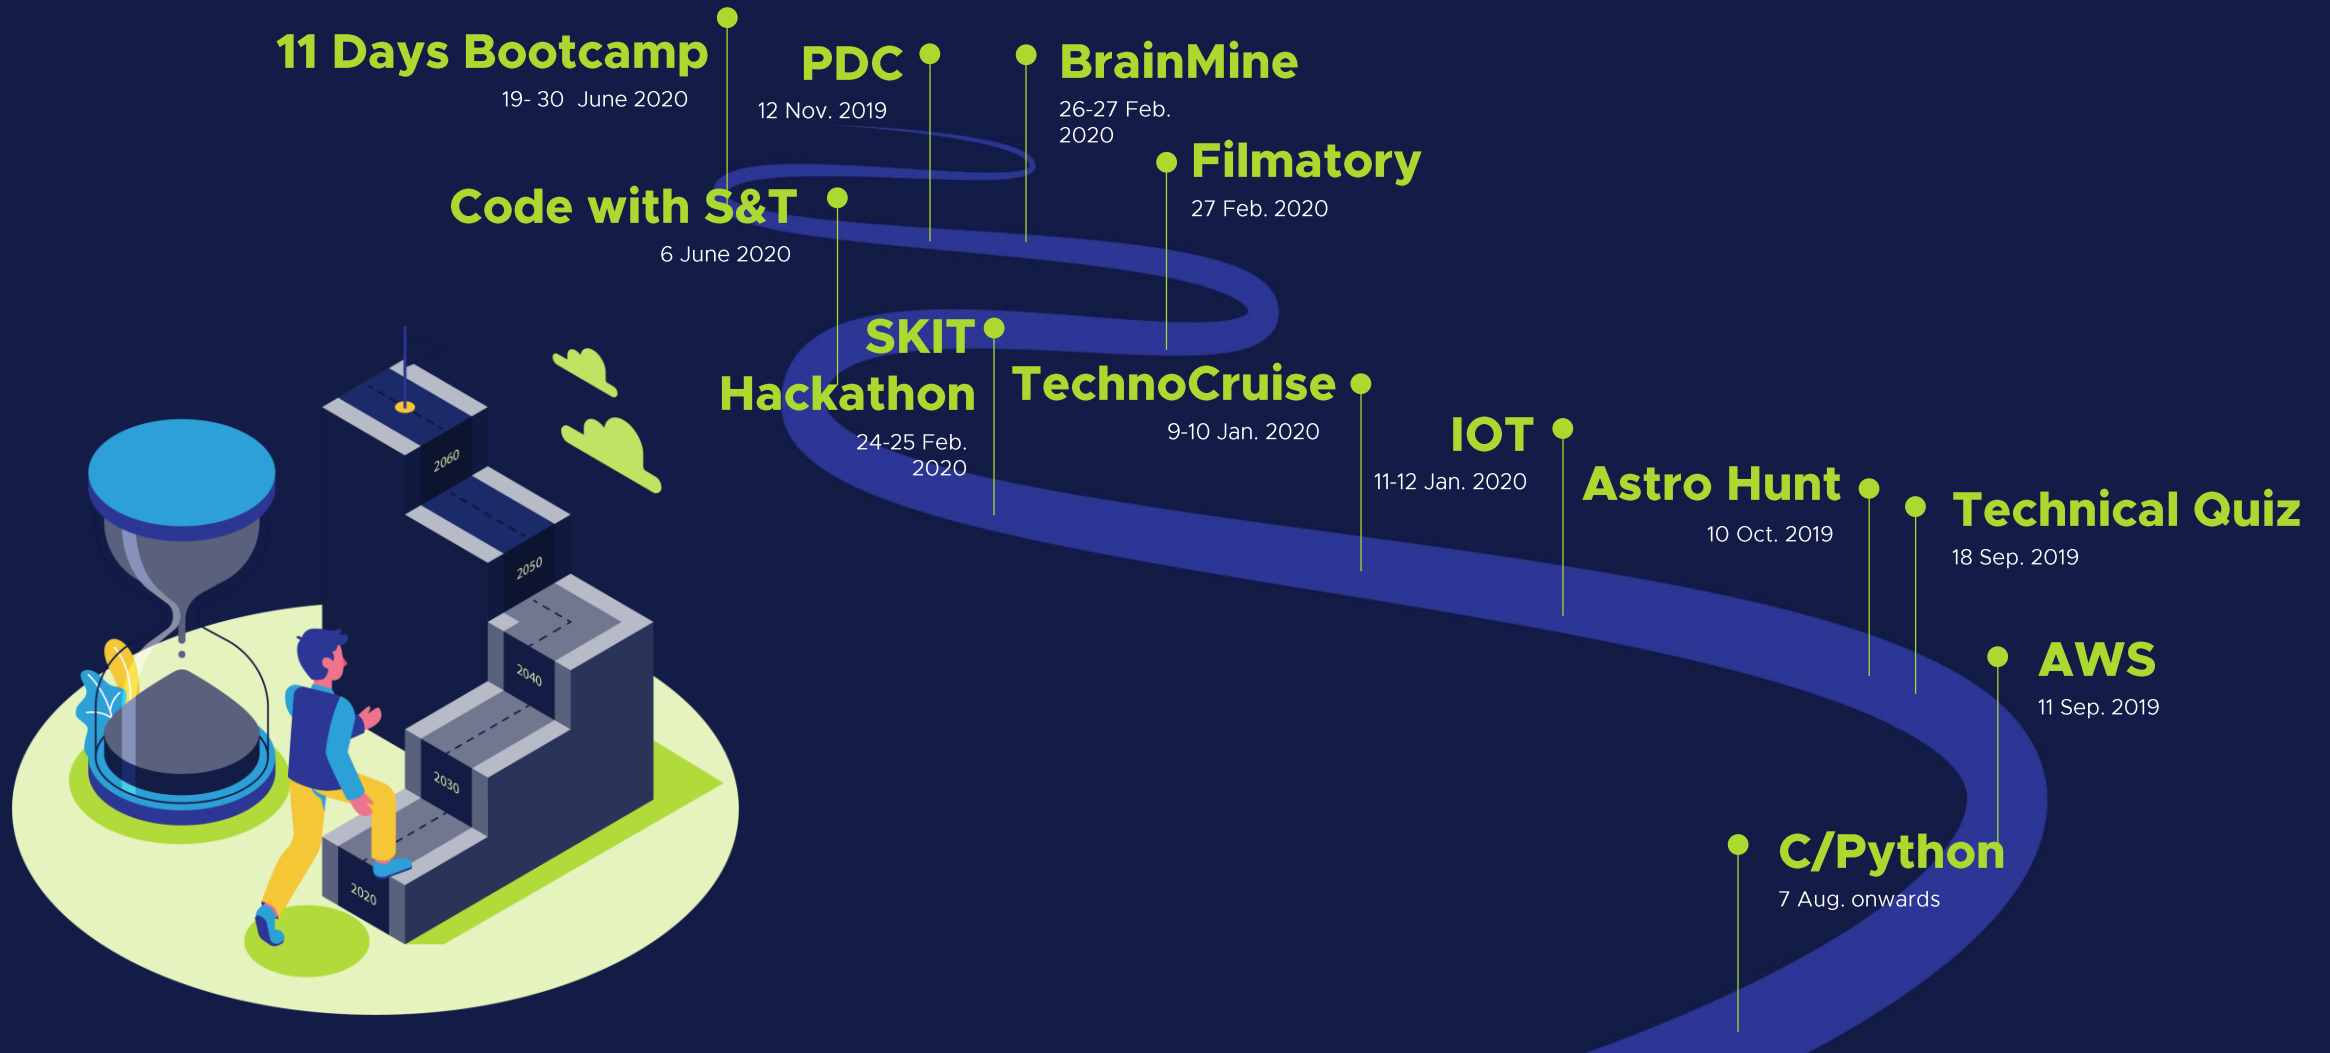 11 Days Bootcamp
19- 30 June 2020
PDC
12 Nov. 2019
BrainMine
26-27 Feb.
2020
Filmatory
27 Feb. 2020
Code with S&T
6 June 2020
SKIT
Hackathon
24-25 Feb.
2020
TechnoCruise
9-10 Jan. 2020
IOT
11-12 Jan. 2020
Astro Hunt
10 Oct. 2019
Technical Quiz
18 Sep. 2019
AWS
11 Sep. 2019
C/Python
7 Aug. onwards
2060
2050
2040
2030
2020